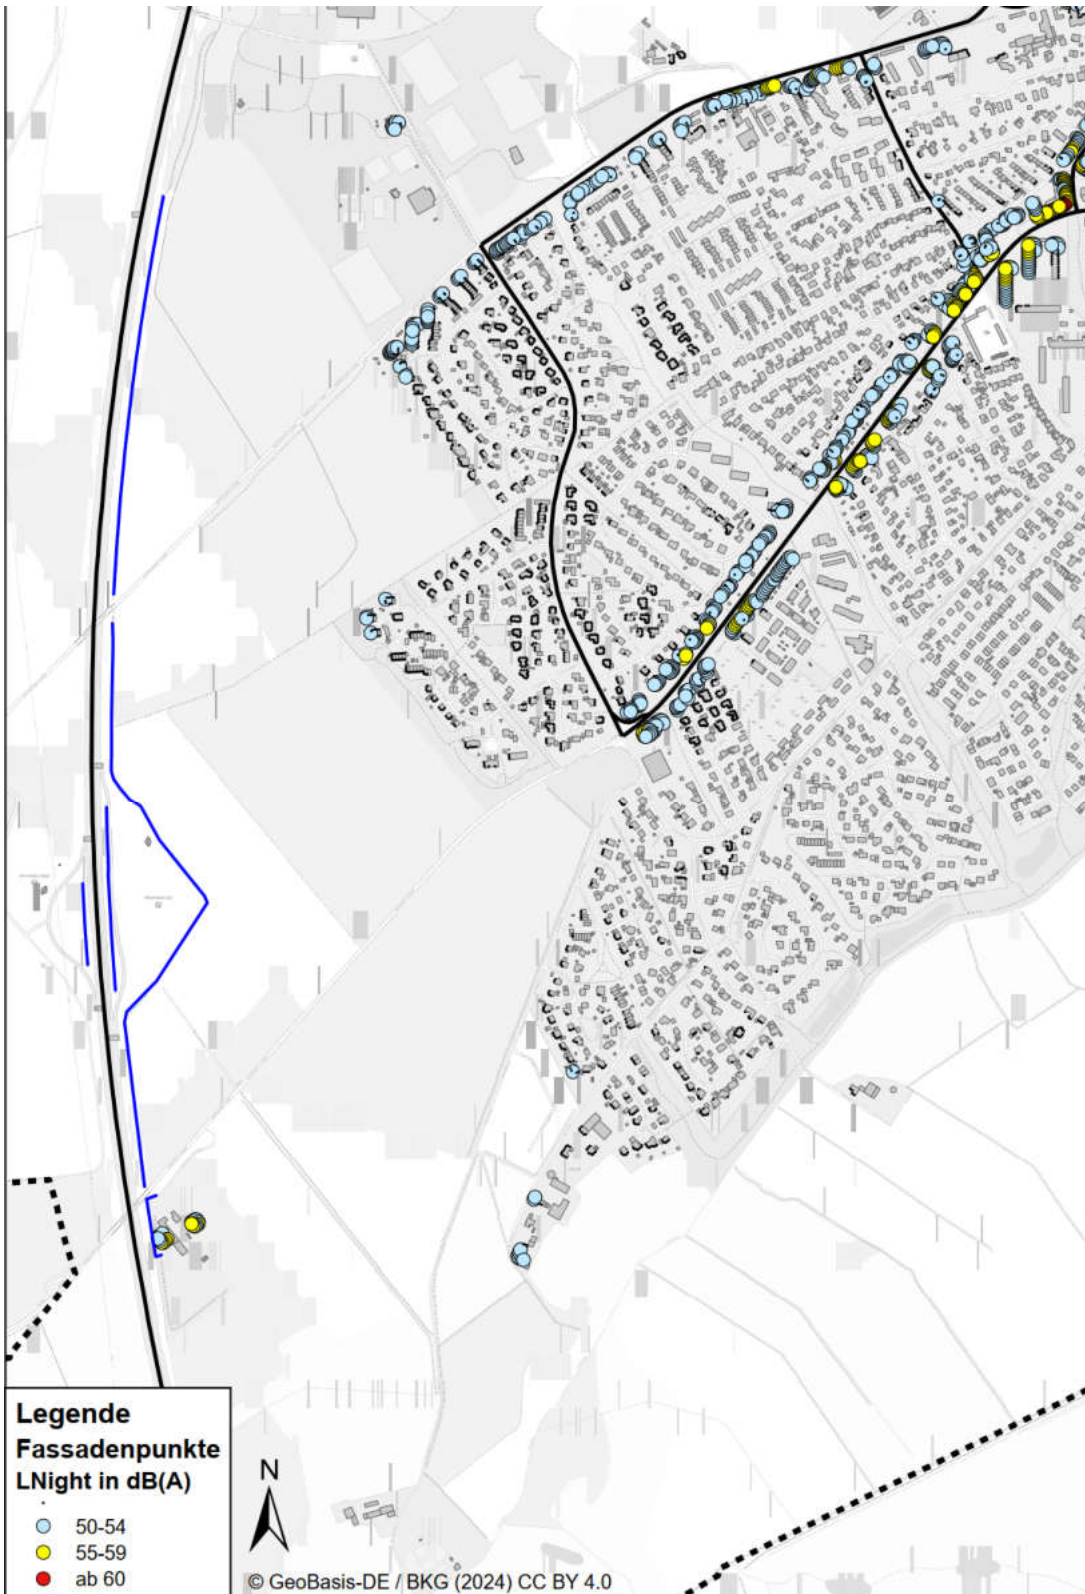 Legende
Fassadenpunkte
LNight in dB(A)
50-54
55-59
ab 60
N
© GeoBasis-DE / BKG (2024) CC BY 4.0